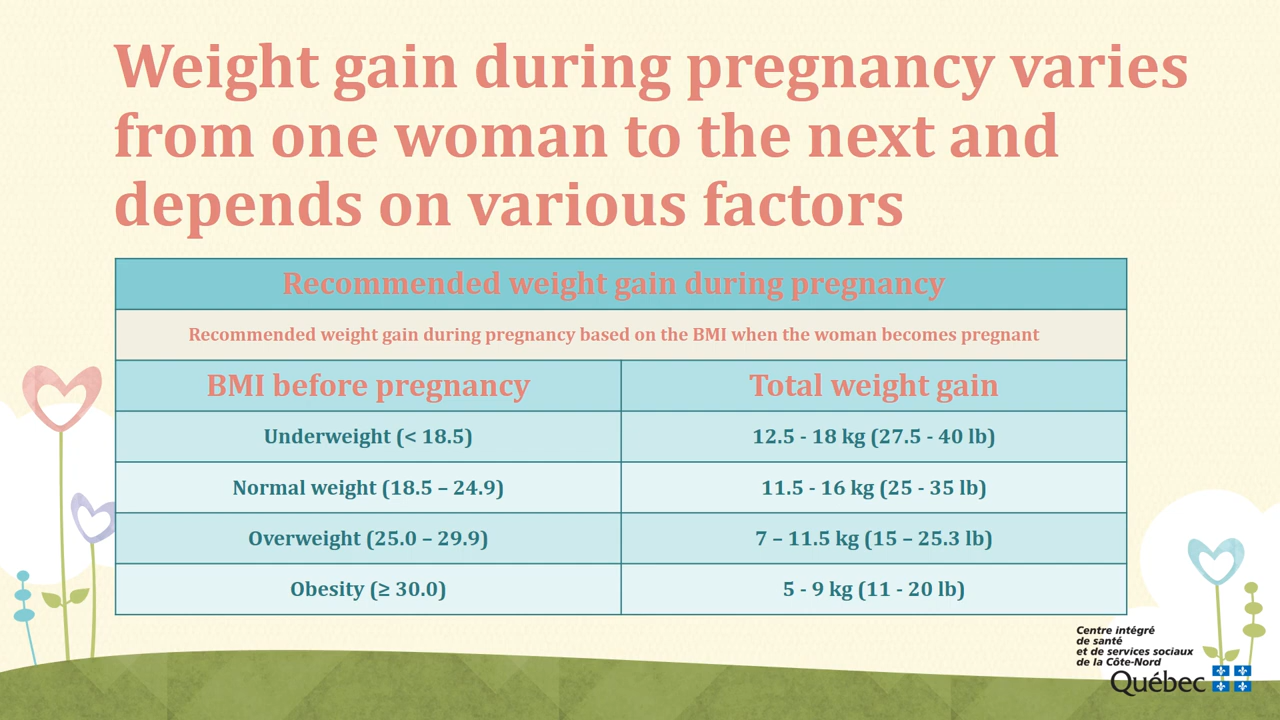 Weight gain during pregnancy varies
from one woman to the next and
depends on various factors
Recommended weight gain during pregnancy
Recommended weight gain during pregnancy based on the BMI when the woman becomes pregnant
BMI before pregnancy
Total weight gain
Underweight (< 18.5)
12.5 - 18 kg (27.5 - 40 lb)
Normal weight (18.5 – 24.9)
11.5 - 16 kg (25 - 35 lb)
Overweight (25.0 – 29.9)
7 – 11.5 kg (15 – 25.3 lb)
Obesity (≥ 30.0)
5 - 9 kg (11 - 20 lb)
Centre intégré
de santé
et de services sociaux
de la Côte-Nord
Québec